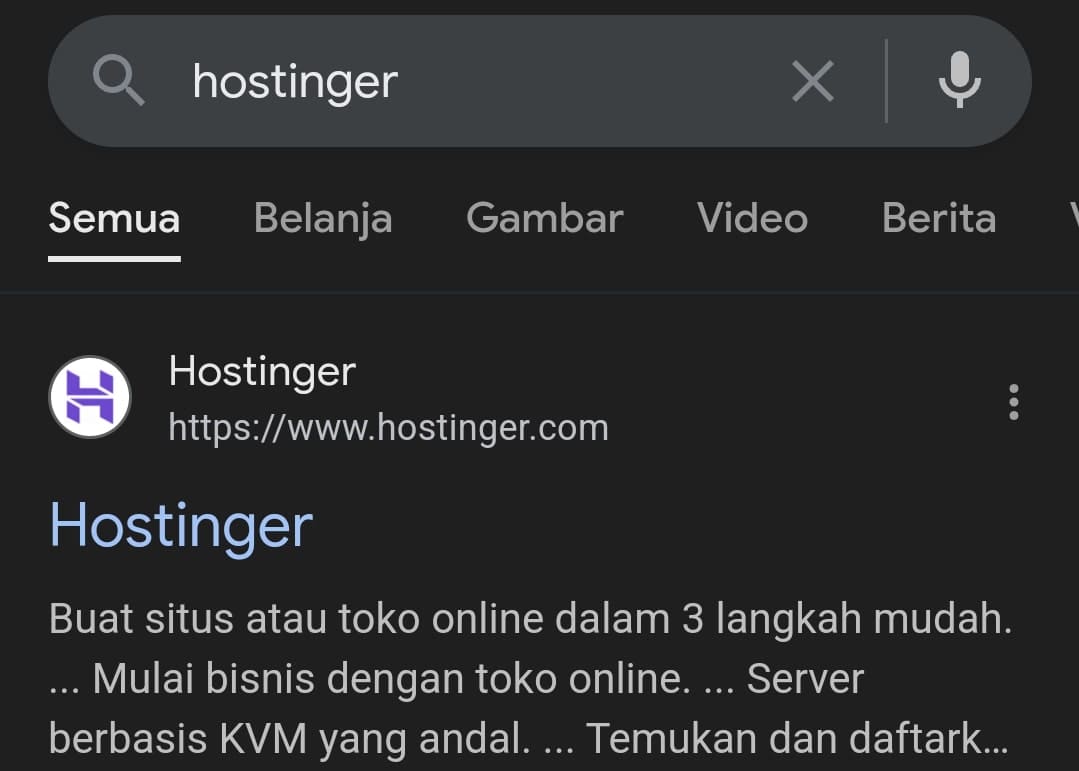 hostinger
Semua Belanja Gambar Video Berita
Hostinger
https://www.hostinger.com
Hostinger
Buat situs atau toko online dalam 3 langkah mudah.
... Mulai bisnis dengan toko online. ... Server
berbasis KVM yang andal. ... Temukan dan daftark...